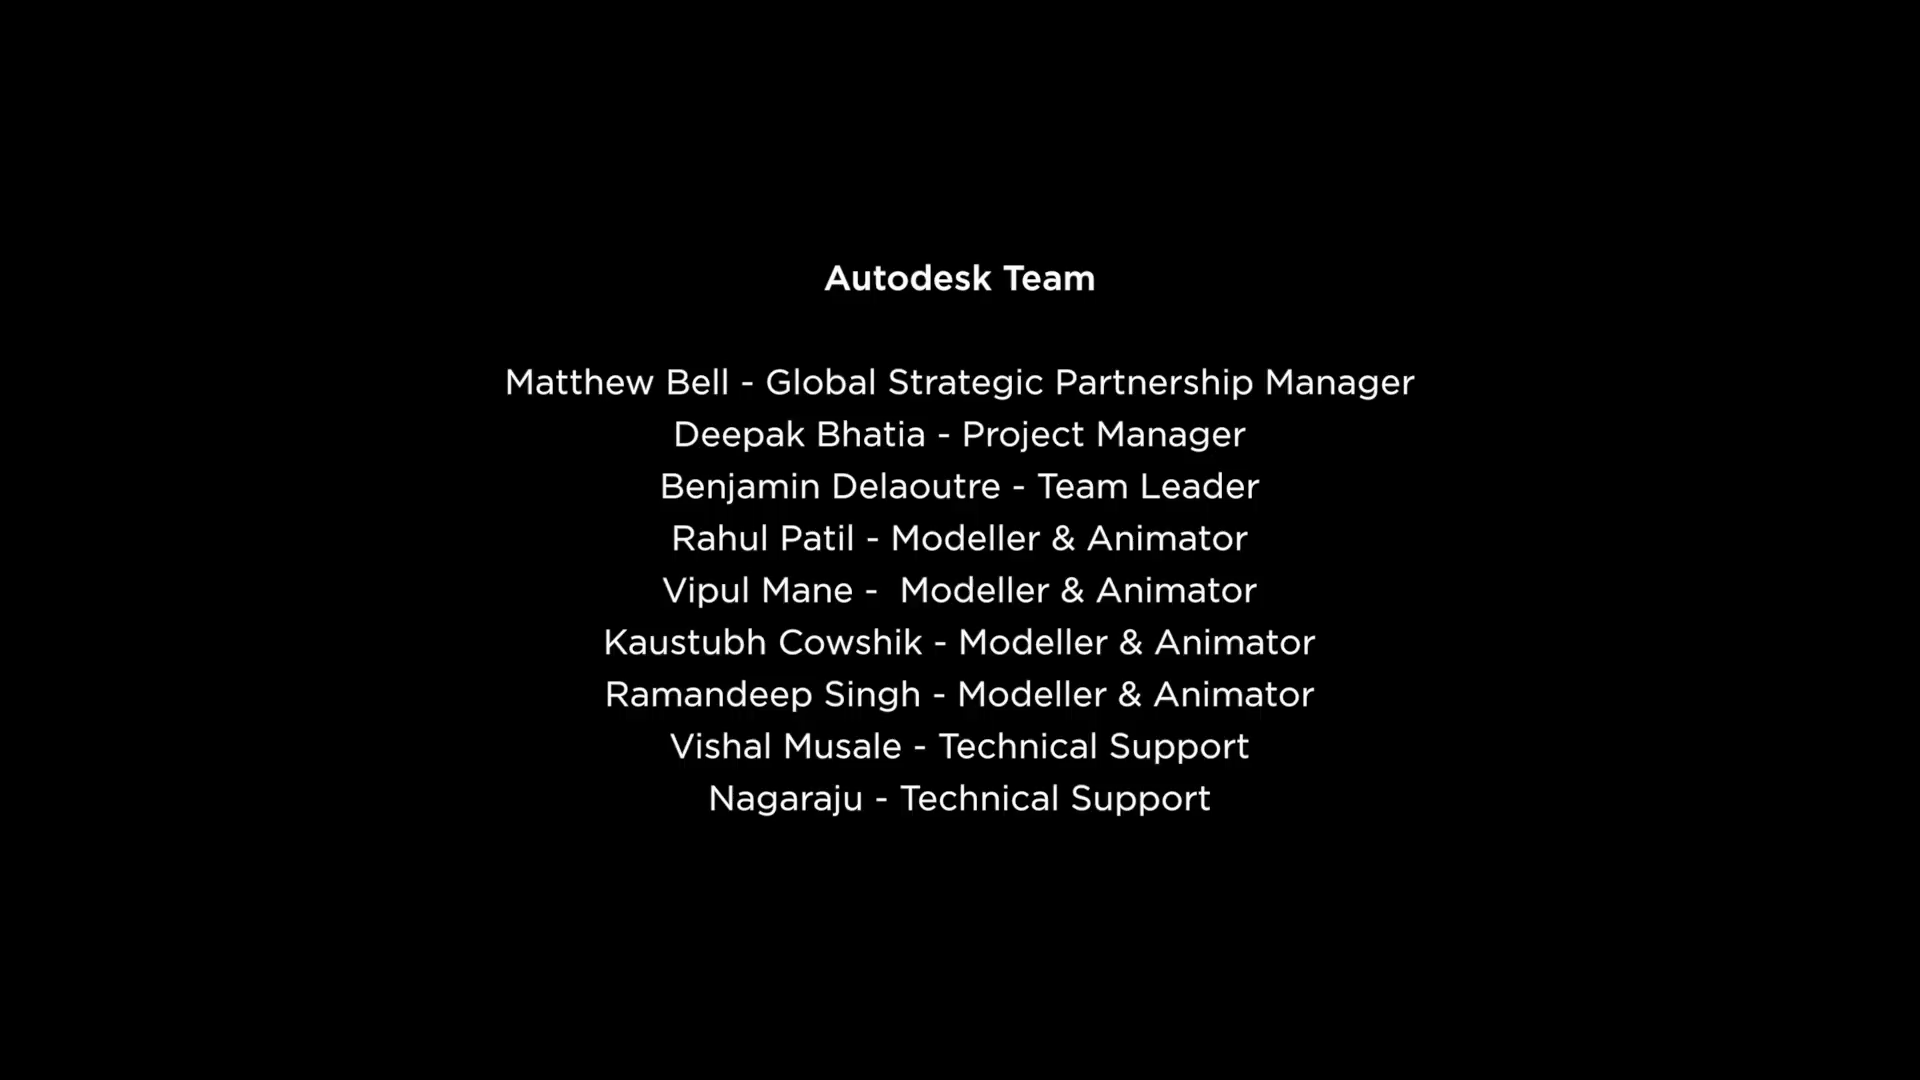 Autodesk Team
Matthew Bell - Global Strategic Partnership Manager
Deepak Bhatia - Project Manager
Benjamin Delaoutre - Team Leader
Rahul Patil - Modeller & Animator
Vipul Mane -  Modeller & Animator
Kaustubh Cowshik - Modeller & Animator
Ramandeep Singh - Modeller & Animator
Vishal Musale - Technical Support
Nagaraju - Technical Support